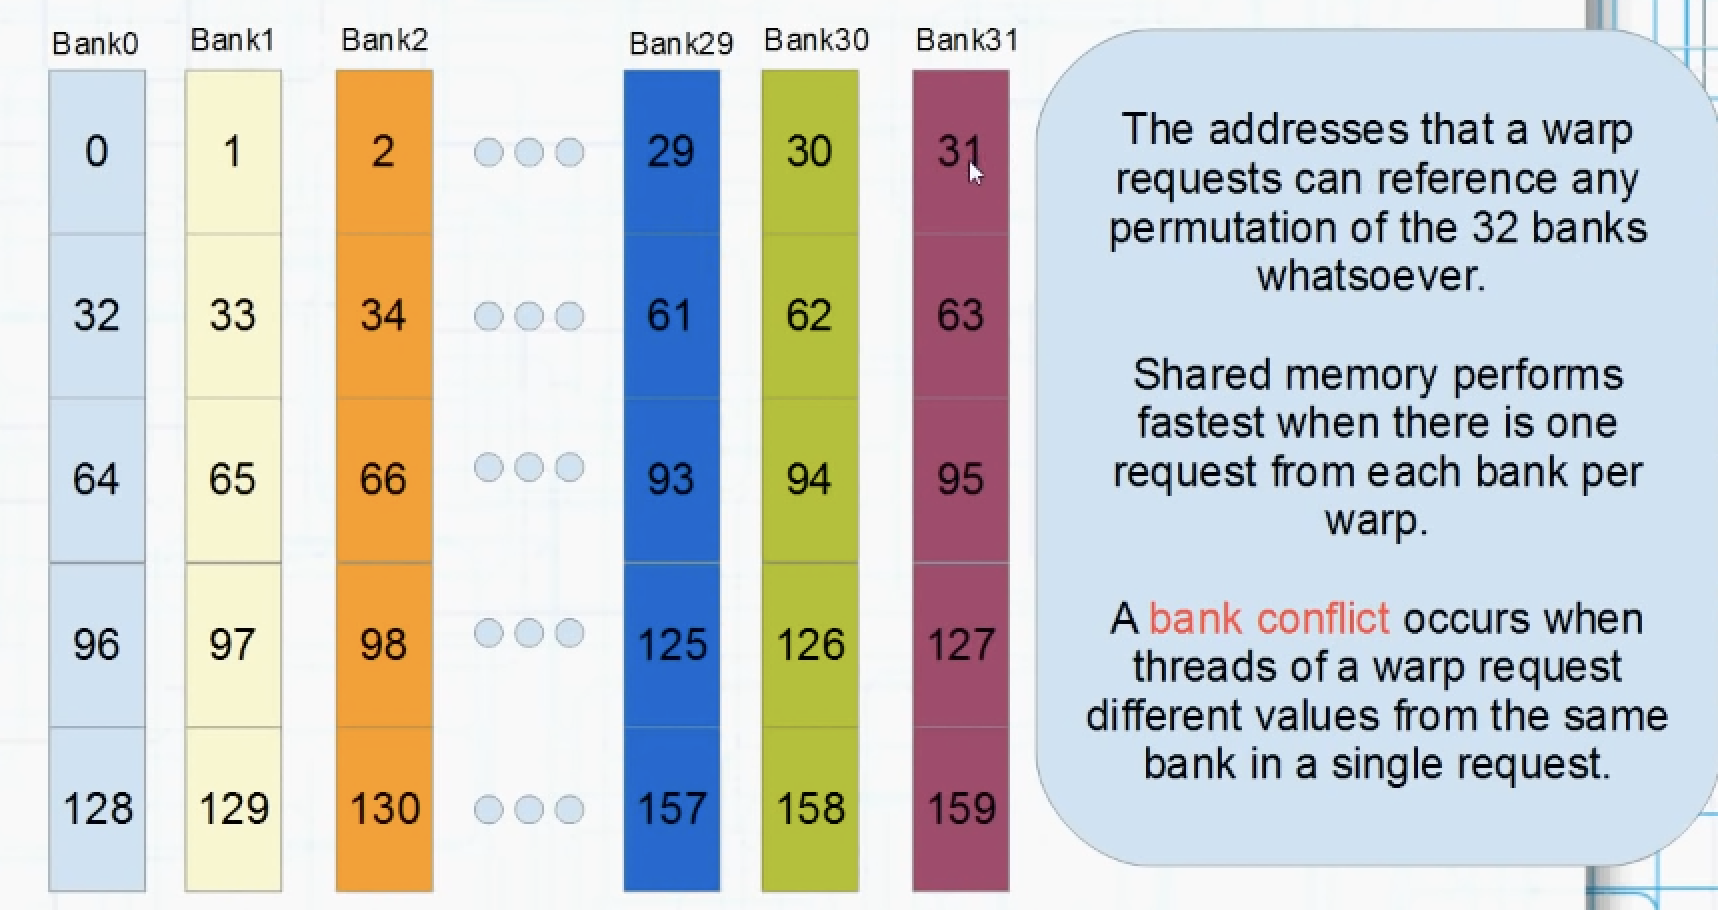 Bank0 Bank1 Bank2 Bank29 Bank30 Bank31
0 1 2 29 30 31
32 33 34 61 62 63
64 65 66 93 94 95
96 97 98 125 126 127
128 129 130 157 158 159
The addresses that a warp
requests can reference any
permutation of the 32 banks
whatsoever.
Shared memory performs
fastest when there is one
request from each bank per
warp.
A bank conflict occurs when
threads of a warp request
different values from the same
bank in a single request.